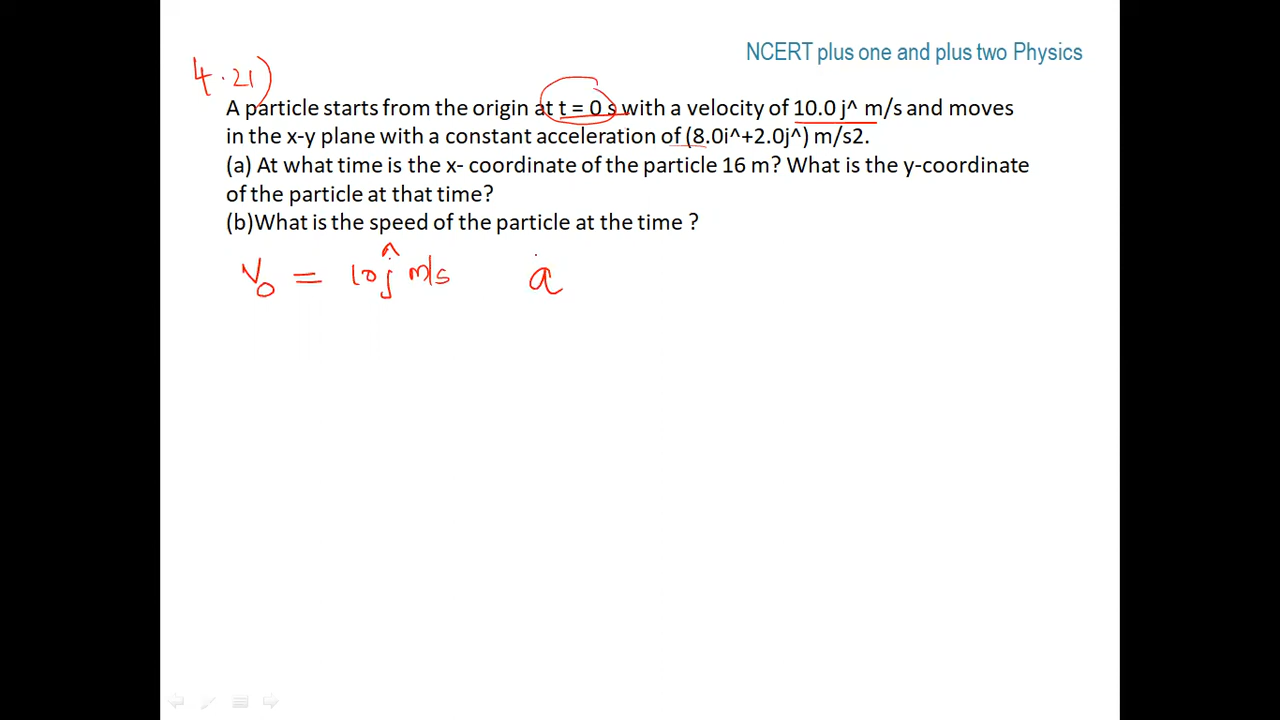 NCERT plus one and plus two Physics
4.21)
A particle starts from the origin at t = 0 s with a velocity of 10.0 j^ m/s and moves
in the x-y plane with a constant acceleration of (8.0i^+2.0j^) m/s2.
(a) At what time is the x- coordinate of the particle 16 m? What is the y-coordinate
of the particle at that time?
(b)What is the speed of the particle at the time ?
V₀ = 10ĵ m/s a